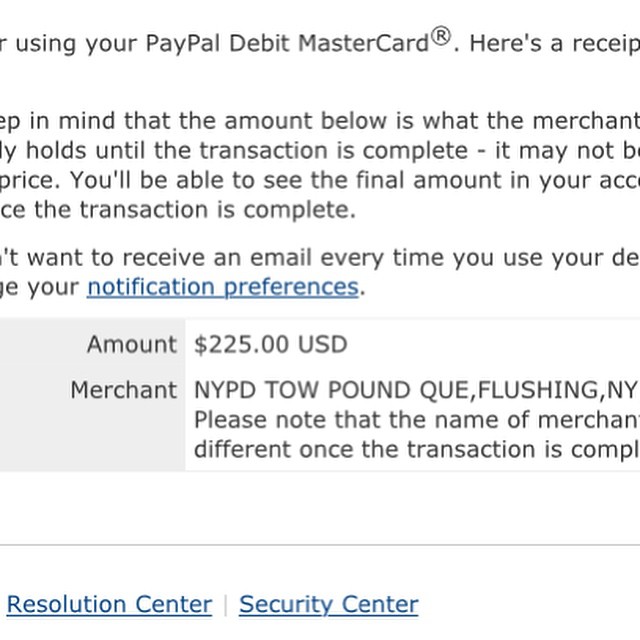 r using your PayPal Debit MasterCard®. Here's a receip
ep in mind that the amount below is what the merchant
ly holds until the transaction is complete - it may not b
price. You'll be able to see the final amount in your acc
ce the transaction is complete.
't want to receive an email every time you use your de
ge your notification preferences.
Amount $225.00 USD
Merchant NYPD TOW POUND QUE,FLUSHING,NY
Please note that the name of merchan
different once the transaction is compl
Resolution Center | Security Center